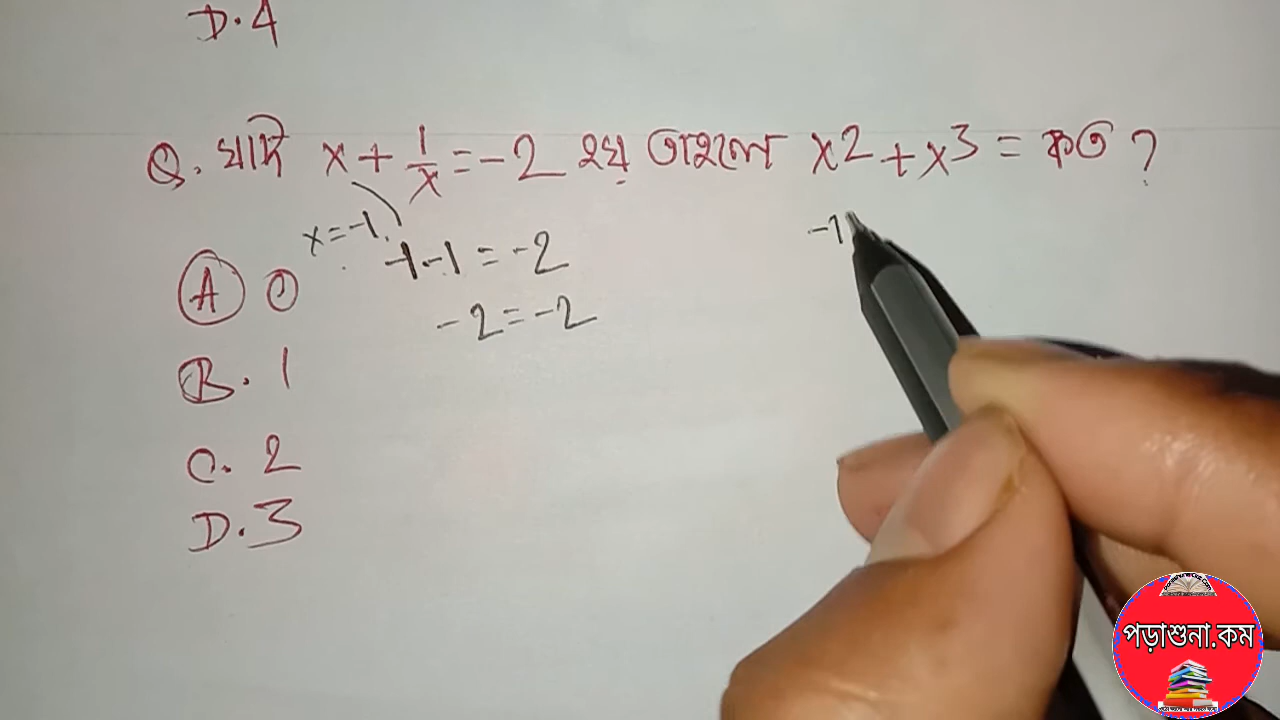 D. 4
Q. যদি x + 1/x = -2 হয় তাহলে x2 + x3 = কত ?
x = -1
-1 -1 = -2
-2 = -2
-1
A ০
B. 1
C. 2
D. 3
পড়াশুনা.কম